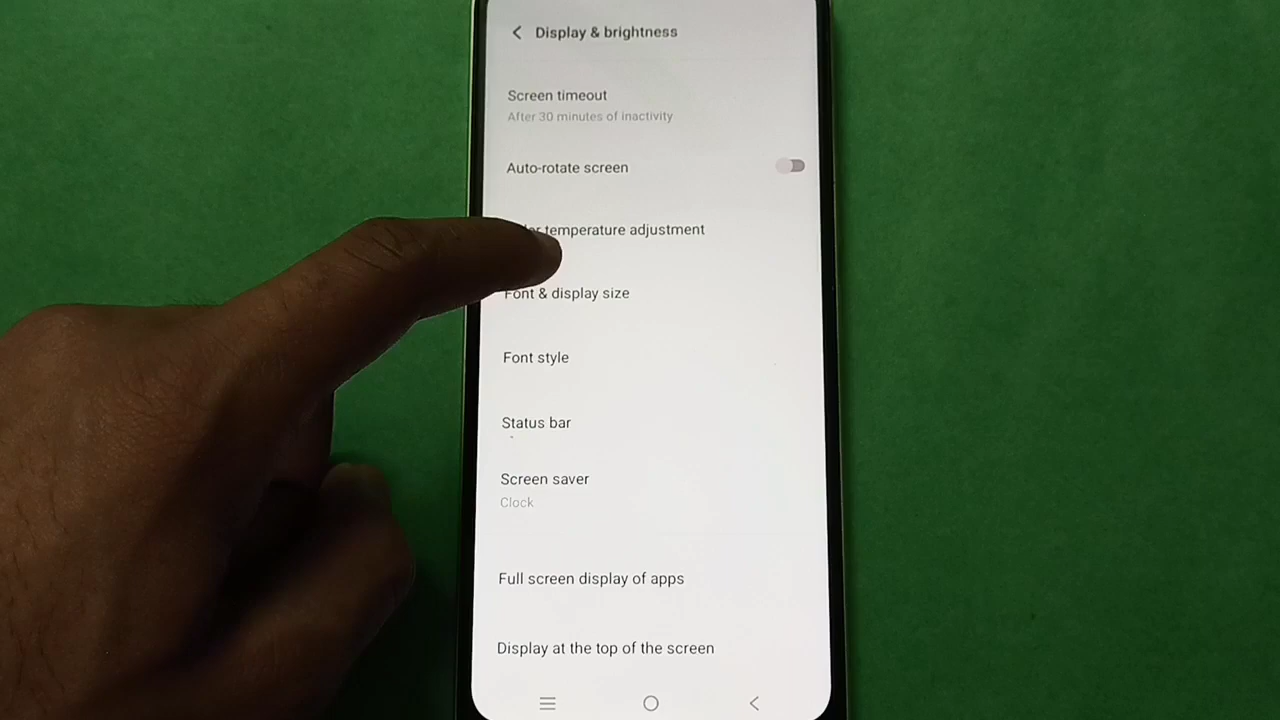 Display & brightness
Screen timeout
After 30 minutes of inactivity
Auto-rotate screen
temperature adjustment
Font & display size
Font style
Status bar
Screen saver
Clock
Full screen display of apps
Display at the top of the screen